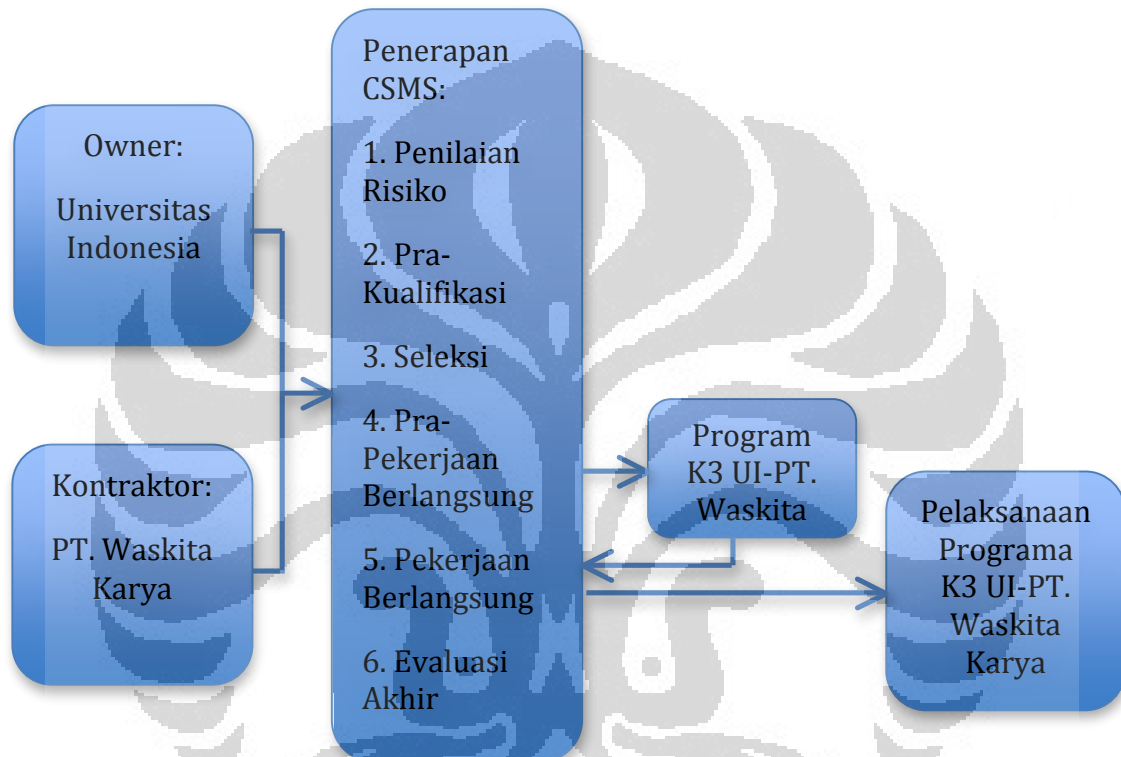 Owner:
Universitas
Indonesia
Kontraktor:
PT. Waskita
Karya
Penerapan
CSMS:
1. Penilaian
Risiko
2. Pra-
Kualifikasi
3. Seleksi
4. Pra-
Pekerjaan
Berlangsung
5. Pekerjaan
Berlangsung
6. Evaluasi
Akhir
Program
K3 UI-PT.
Waskita
Pelaksanaan
Programa
K3 UI-PT.
Waskita
Karya